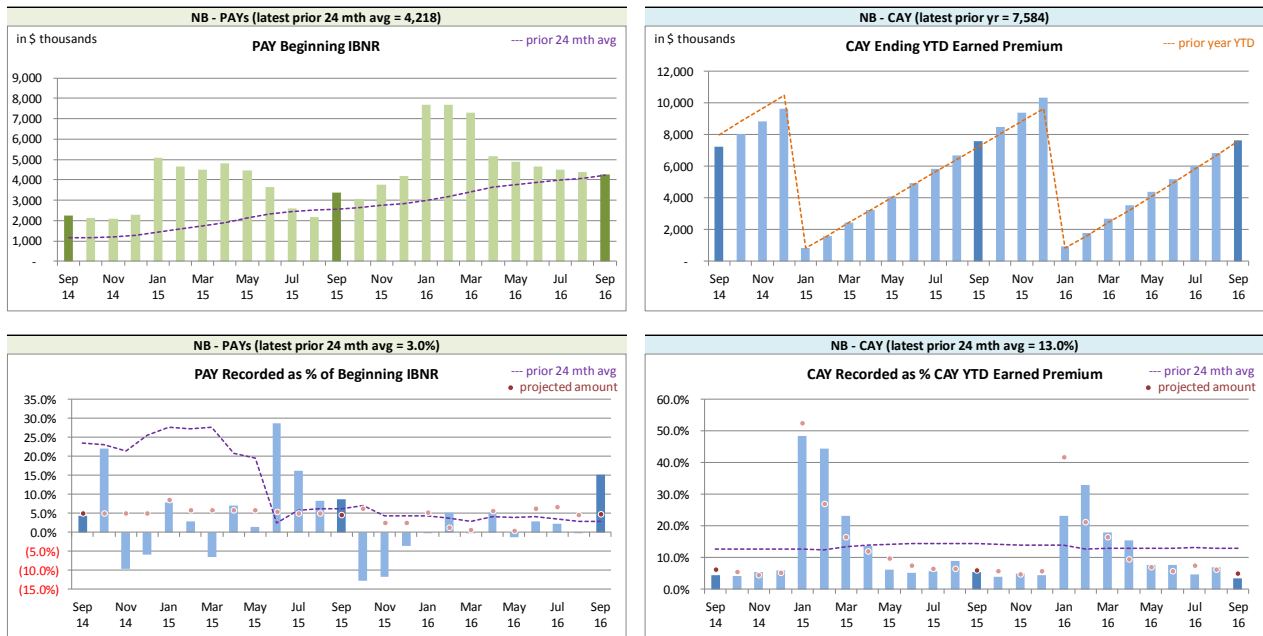 NB - PAYs (latest prior 24 mth avg = 4,218)
in $ thousands
PAY Beginning IBNR
--- prior 24 mth avg
9,000
8,000
7,000
6,000
5,000
4,000
3,000
2,000
1,000
-
Sep 14 Nov 14 Jan 15 Mar 15 May 15 Jul 15 Sep 15 Nov 15 Jan 16 Mar 16 May 16 Jul 16 Sep 16
NB - CAY (latest prior yr = 7,584)
in $ thousands
CAY Ending YTD Earned Premium
--- prior year YTD
12,000
10,000
8,000
6,000
4,000
2,000
-
Sep 14 Nov 14 Jan 15 Mar 15 May 15 Jul 15 Sep 15 Nov 15 Jan 16 Mar 16 May 16 Jul 16 Sep 16
NB - PAYs (latest prior 24 mth avg = 3.0%)
PAY Recorded as % of Beginning IBNR
--- prior 24 mth avg
projected amount
35.0%
30.0%
25.0%
20.0%
15.0%
10.0%
5.0%
0.0%
(5.0%)
(10.0%)
(15.0%)
Sep 14 Nov 14 Jan 15 Mar 15 May 15 Jul 15 Sep 15 Nov 15 Jan 16 Mar 16 May 16 Jul 16 Sep 16
NB - CAY (latest prior 24 mth avg = 13.0%)
CAY Recorded as % CAY YTD Earned Premium
--- prior 24 mth avg
projected amount
60.0%
50.0%
40.0%
30.0%
20.0%
10.0%
0.0%
Sep 14 Nov 14 Jan 15 Mar 15 May 15 Jul 15 Sep 15 Nov 15 Jan 16 Mar 16 May 16 Jul 16 Sep 16